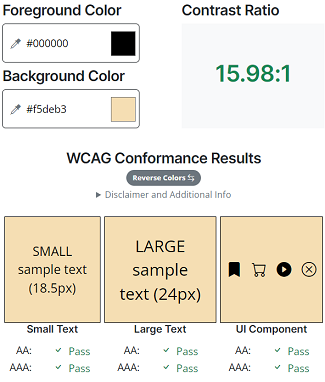 Foreground Color
#000000
Background Color
#f5deb3
Contrast Ratio
15.98:1
WCAG Conformance Results
Reverse Colors
Disclaimer and Additional Info
SMALL
sample text
(18.5px)
LARGE
sample
text (24px)
Small Text
AA: Pass
AAA: Pass
Large Text
AA: Pass
AAA: Pass
UI Component
AA: Pass
AAA: Pass